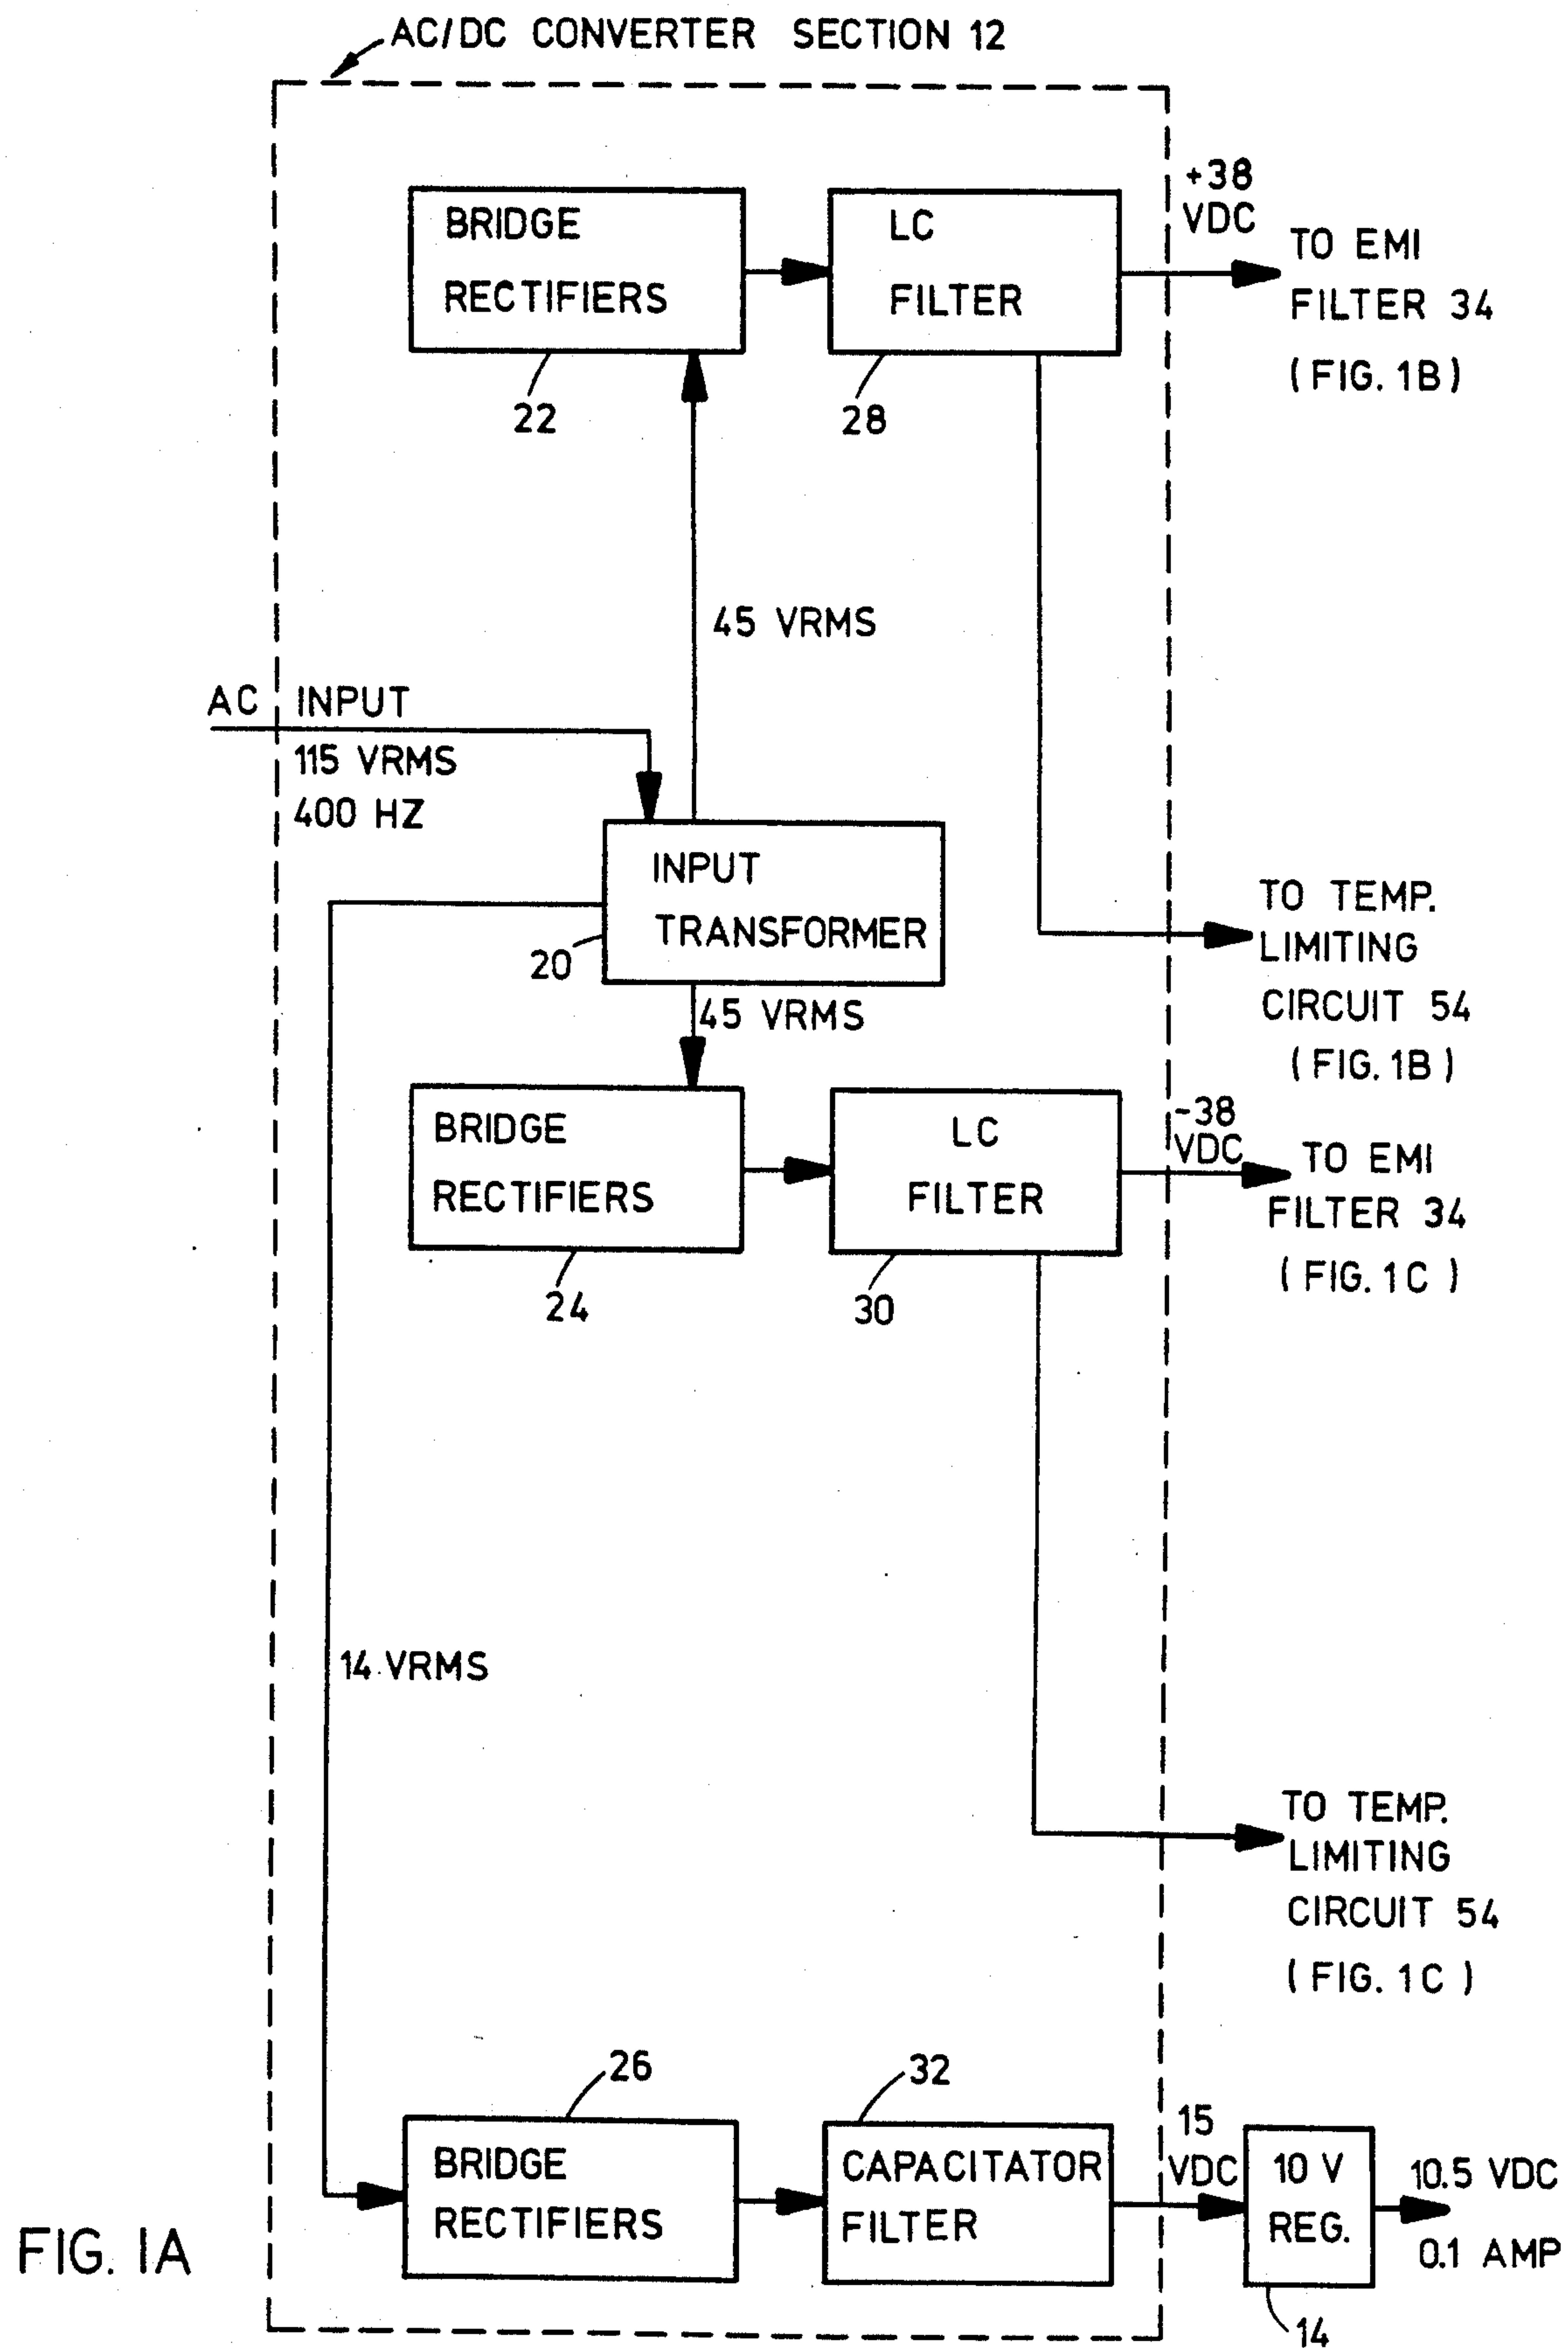 AC/DC CONVERTER SECTION 12
+38
VDC
BRIDGE
RECTIFIERS
22
LC
FILTER
28
TO EMI
FILTER 34
(FIG. 1B)
45 VRMS
AC INPUT
115 VRMS
400 HZ
INPUT
TRANSFORMER
20
TO TEMP.
LIMITING
CIRCUIT 54
(FIG. 1B)
45 VRMS
BRIDGE
RECTIFIERS
24
LC
FILTER
30
-38
VDC
TO EMI
FILTER 34
(FIG. 1C)
14 VRMS
TO TEMP.
LIMITING
CIRCUIT 54
(FIG. 1C)
26
32
BRIDGE
RECTIFIERS
CAPACITATOR
FILTER
15
VDC
10 V
REG.
14
10.5 VDC
0.1 AMP
FIG. 1A